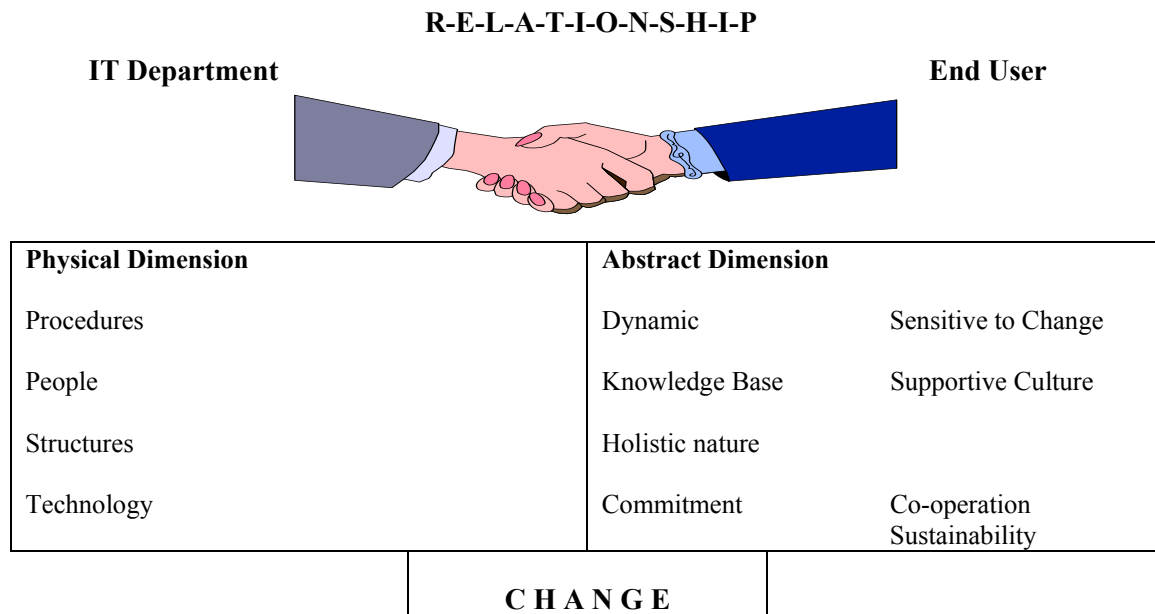 R-E-L-A-T-I-O-N-S-H-I-P
IT Department End User
Physical Dimension Abstract Dimension
Procedures Dynamic Sensitive to Change
People Knowledge Base Supportive Culture
Structures Holistic nature
Technology Commitment Co-operation
Sustainability
C H A N G E